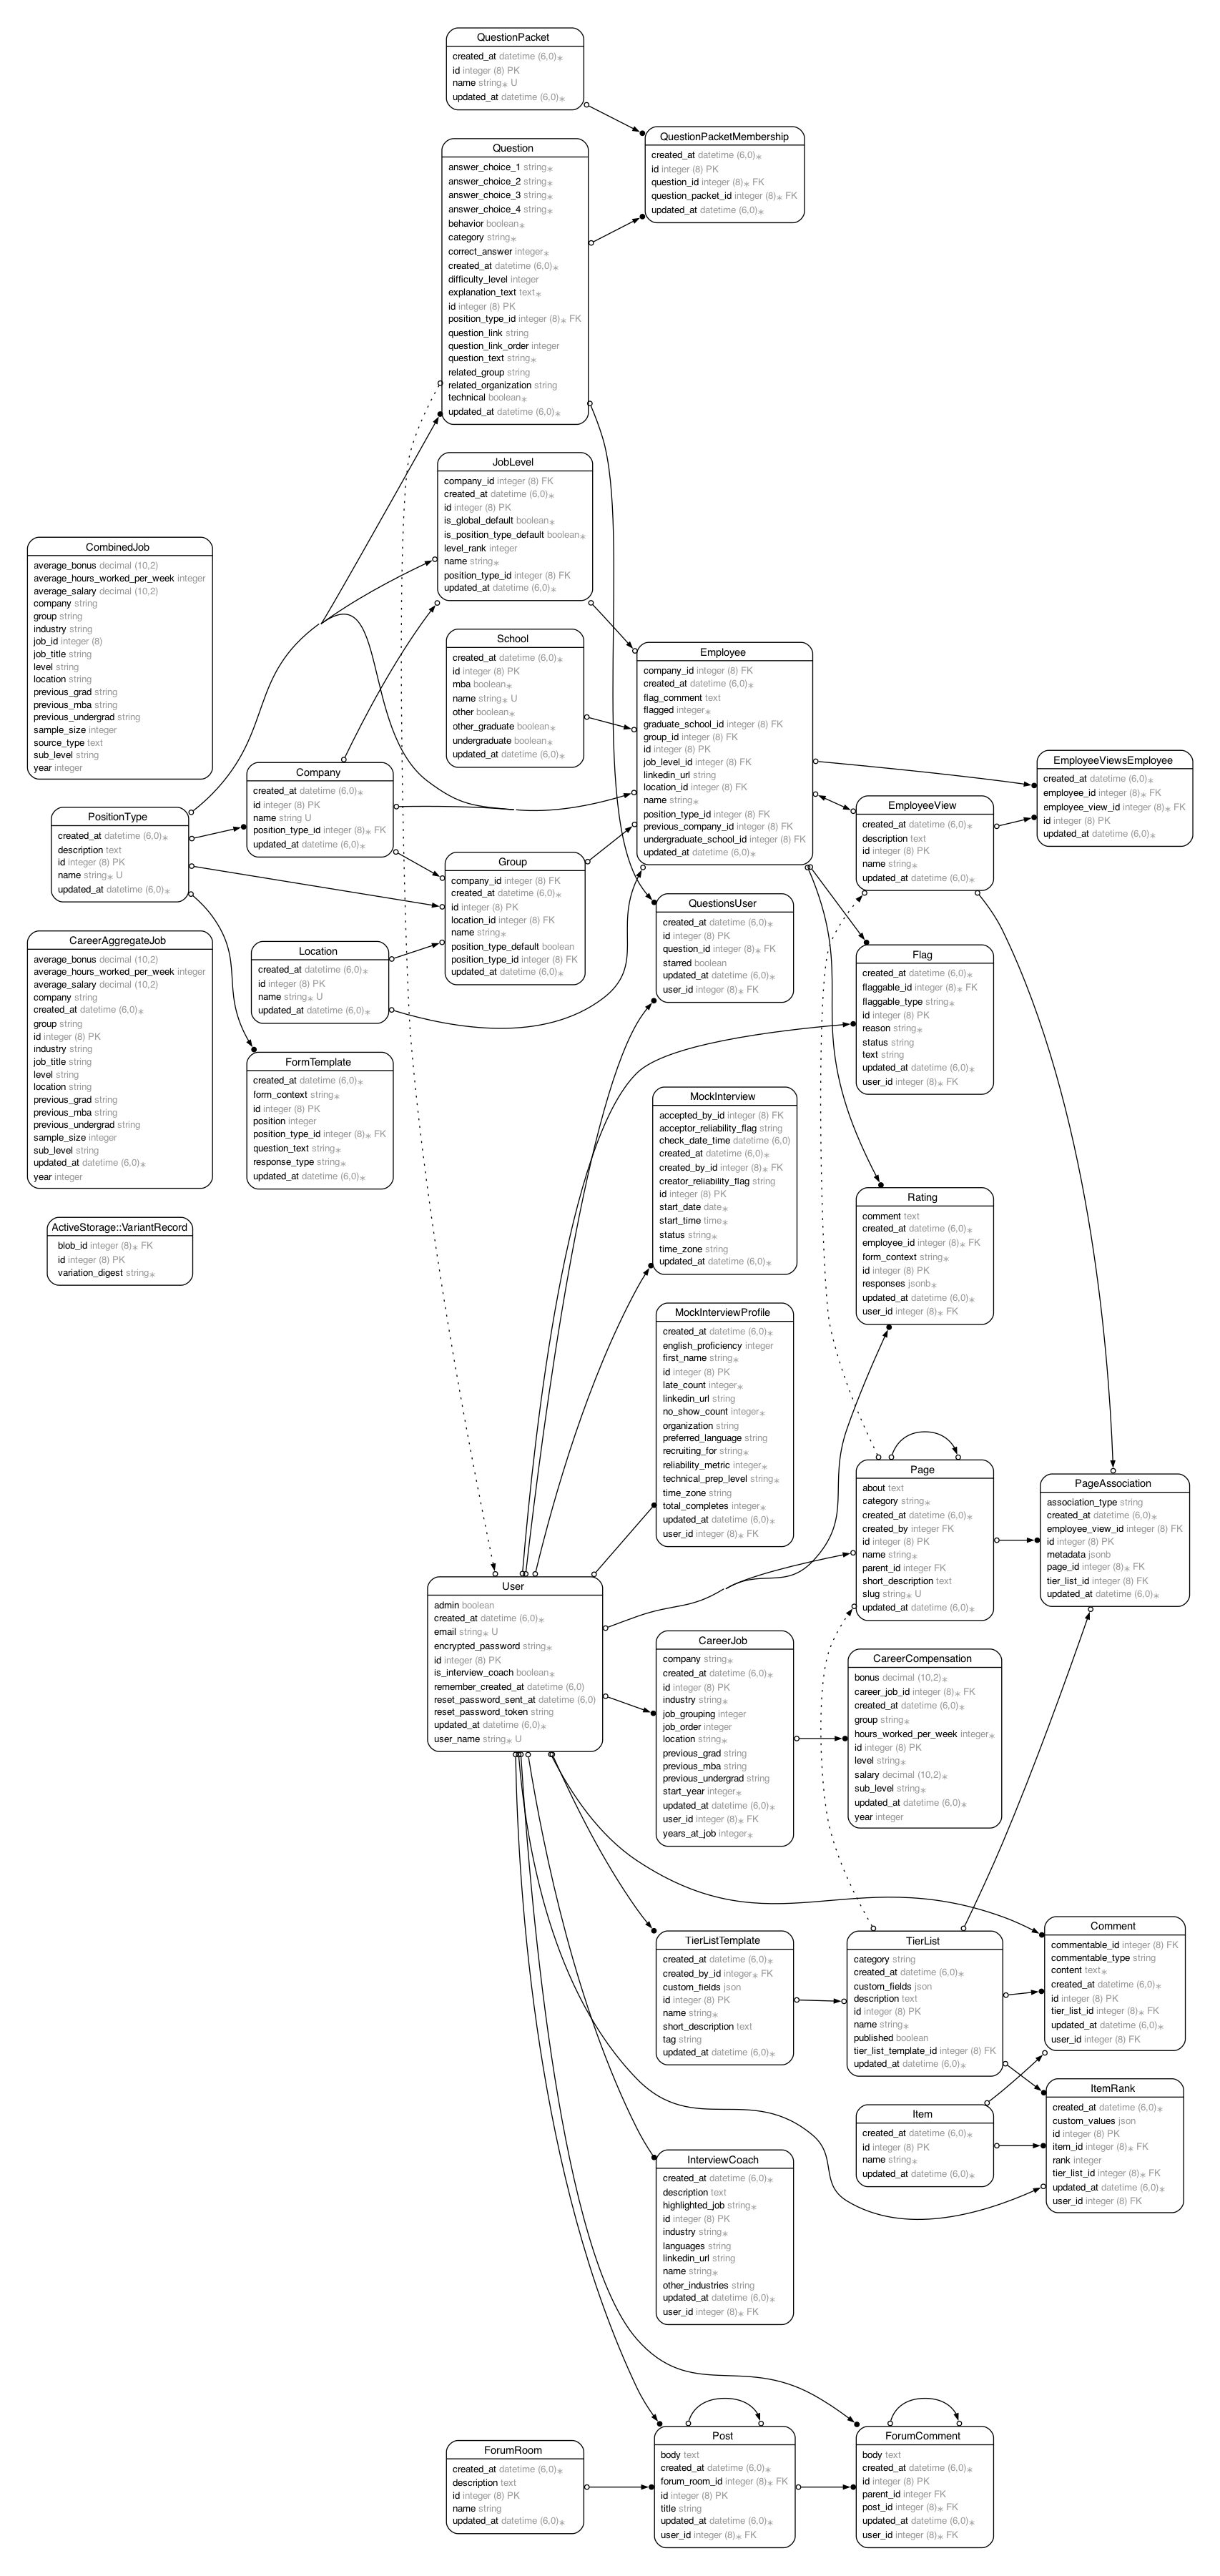 QuestionPacket
created_at datetime (6,0)∗
id integer (8) PK
name string∗ U
updated_at datetime (6,0)∗
QuestionPacketMembership
created_at datetime (6,0)∗
id integer (8) PK
question_id integer (8)∗ FK
question_packet_id integer (8)∗ FK
updated_at datetime (6,0)∗
Question
answer_choice_1 string∗
answer_choice_2 string∗
answer_choice_3 string∗
answer_choice_4 string∗
behavior boolean∗
category string∗
correct_answer integer∗
created_at datetime (6,0)∗
difficulty_level integer
explanation_text text∗
id integer (8) PK
position_type_id integer (8)∗ FK
question_link string
question_link_order integer
question_text string∗
related_group string
related_organization string
technical boolean∗
updated_at datetime (6,0)∗
JobLevel
company_id integer (8) FK
created_at datetime (6,0)∗
id integer (8) PK
is_global_default boolean∗
is_position_type_default boolean∗
level_rank integer
name string∗
position_type_id integer (8) FK
updated_at datetime (6,0)∗
CombinedJob
average_bonus decimal (10,2)
average_hours_worked_per_week integer
average_salary decimal (10,2)
company string
group string
industry string
job_id integer (8)
job_title string
level string
location string
previous_grad string
previous_mba string
previous_undergrad string
sample_size integer
source_type text
sub_level string
year integer
School
created_at datetime (6,0)∗
id integer (8) PK
mba boolean∗
name string∗ U
other boolean∗
other_graduate boolean∗
undergraduate boolean∗
updated_at datetime (6,0)∗
Employee
company_id integer (8) FK
created_at datetime (6,0)∗
flag_comment text
flagged integer∗
graduate_school_id integer (8) FK
group_id integer (8) FK
id integer (8) PK
job_level_id integer (8) FK
linkedin_url string
location_id integer (8) FK
name string∗
position_type_id integer (8) FK
previous_company_id integer (8) FK
undergraduate_school_id integer (8) FK
updated_at datetime (6,0)∗
EmployeeViewsEmployee
created_at datetime (6,0)∗
employee_id integer (8)∗ FK
employee_view_id integer (8)∗ FK
id integer (8) PK
updated_at datetime (6,0)∗
Company
created_at datetime (6,0)∗
id integer (8) PK
name string U
position_type_id integer (8)∗ FK
updated_at datetime (6,0)∗
EmployeeView
created_at datetime (6,0)∗
description text
id integer (8) PK
name string∗
updated_at datetime (6,0)∗
PositionType
created_at datetime (6,0)∗
description text
id integer (8) PK
name string∗ U
updated_at datetime (6,0)∗
Group
company_id integer (8) FK
created_at datetime (6,0)∗
id integer (8) PK
location_id integer (8) FK
name string∗
position_type_default boolean
position_type_id integer (8) FK
updated_at datetime (6,0)∗
QuestionsUser
created_at datetime (6,0)∗
id integer (8) PK
question_id integer (8)∗ FK
starred boolean
updated_at datetime (6,0)∗
user_id integer (8)∗ FK
CareerAggregateJob
average_bonus decimal (10,2)
average_hours_worked_per_week integer
average_salary decimal (10,2)
company string
created_at datetime (6,0)∗
group string
id integer (8) PK
industry string
job_title string
level string
location string
previous_grad string
previous_mba string
previous_undergrad string
sample_size integer
sub_level string
updated_at datetime (6,0)∗
year integer
Location
created_at datetime (6,0)∗
id integer (8) PK
name string∗ U
updated_at datetime (6,0)∗
Flag
created_at datetime (6,0)∗
flaggable_id integer (8)∗ FK
flaggable_type string∗
id integer (8) PK
reason string∗
status string
text string
updated_at datetime (6,0)∗
user_id integer (8)∗ FK
FormTemplate
created_at datetime (6,0)∗
form_context string∗
id integer (8) PK
position integer
position_type_id integer (8)∗ FK
question_text string∗
response_type string∗
updated_at datetime (6,0)∗
MockInterview
accepted_by_id integer (8) FK
acceptor_reliability_flag string
check_date_time datetime (6,0)
created_at datetime (6,0)∗
created_by_id integer (8)∗ FK
creator_reliability_flag string
id integer (8) PK
start_date date∗
start_time time∗
status string∗
time_zone string
updated_at datetime (6,0)∗
Rating
comment text
created_at datetime (6,0)∗
employee_id integer (8)∗ FK
form_context string∗
id integer (8) PK
responses jsonb∗
updated_at datetime (6,0)∗
user_id integer (8)∗ FK
ActiveStorage::VariantRecord
blob_id integer (8)∗ FK
id integer (8) PK
variation_digest string∗
MockInterviewProfile
created_at datetime (6,0)∗
english_proficiency integer
first_name string∗
id integer (8) PK
late_count integer∗
linkedin_url string
no_show_count integer∗
organization string
preferred_language string
recruiting_for string∗
reliability_metric integer∗
technical_prep_level string∗
time_zone string
total_completes integer∗
updated_at datetime (6,0)∗
user_id integer (8)∗ FK
Page
about text
category string∗
created_at datetime (6,0)∗
created_by integer FK
id integer (8) PK
name string∗
parent_id integer FK
short_description text
slug string∗ U
updated_at datetime (6,0)∗
PageAssociation
association_type string
created_at datetime (6,0)∗
employee_view_id integer (8) FK
id integer (8) PK
metadata jsonb
page_id integer (8)∗ FK
tier_list_id integer (8) FK
updated_at datetime (6,0)∗
User
admin boolean
created_at datetime (6,0)∗
email string∗ U
encrypted_password string∗
id integer (8) PK
is_interview_coach boolean∗
remember_created_at datetime (6,0)
reset_password_sent_at datetime (6,0)
reset_password_token string
updated_at datetime (6,0)∗
user_name string∗ U
CareerJob
company string∗
created_at datetime (6,0)∗
id integer (8) PK
industry string∗
job_grouping integer
job_order integer
location string∗
previous_grad string
previous_mba string
previous_undergrad string
start_year integer∗
updated_at datetime (6,0)∗
user_id integer (8)∗ FK
years_at_job integer∗
CareerCompensation
bonus decimal (10,2)∗
career_job_id integer (8)∗ FK
created_at datetime (6,0)∗
group string∗
hours_worked_per_week integer∗
id integer (8) PK
level string∗
salary decimal (10,2)∗
sub_level string∗
updated_at datetime (6,0)∗
year integer
TierListTemplate
created_at datetime (6,0)∗
created_by_id integer∗ FK
custom_fields json
id integer (8) PK
name string∗
short_description text
tag string
updated_at datetime (6,0)∗
TierList
category string
created_at datetime (6,0)∗
custom_fields json
description text
id integer (8) PK
name string∗
published boolean
tier_list_template_id integer (8) FK
updated_at datetime (6,0)∗
Comment
commentable_id integer (8) FK
commentable_type string
content text∗
created_at datetime (6,0)∗
id integer (8) PK
tier_list_id integer (8)∗ FK
updated_at datetime (6,0)∗
user_id integer (8) FK
Item
created_at datetime (6,0)∗
id integer (8) PK
name string∗
updated_at datetime (6,0)∗
ItemRank
created_at datetime (6,0)∗
custom_values json
id integer (8) PK
item_id integer (8)∗ FK
rank integer
tier_list_id integer (8)∗ FK
updated_at datetime (6,0)∗
user_id integer (8) FK
InterviewCoach
created_at datetime (6,0)∗
description text
highlighted_job string∗
id integer (8) PK
industry string∗
languages string
linkedin_url string
name string∗
other_industries string
updated_at datetime (6,0)∗
user_id integer (8)∗ FK
ForumRoom
created_at datetime (6,0)∗
description text
id integer (8) PK
name string
updated_at datetime (6,0)∗
Post
body text
created_at datetime (6,0)∗
forum_room_id integer (8)∗ FK
id integer (8) PK
title string
updated_at datetime (6,0)∗
user_id integer (8)∗ FK
ForumComment
body text
created_at datetime (6,0)∗
id integer (8) PK
parent_id integer FK
post_id integer (8)∗ FK
updated_at datetime (6,0)∗
user_id integer (8)∗ FK